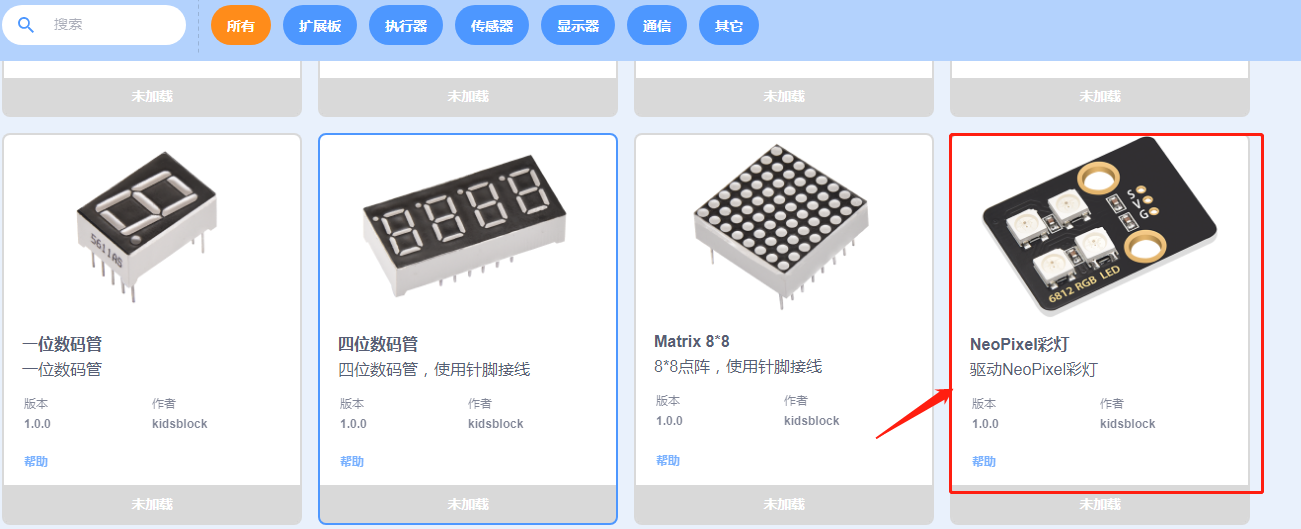 搜索
所有 扩展板 执行器 传感器 显示器 通信 其它
未加载 未加载 未加载 未加载
5611AS
S
V
G
6812 RGB LED
一位数码管
一位数码管
版本 作者
1.0.0 kidsblock
帮助
未加载
四位数码管
四位数码管，使用针脚接线
版本 作者
1.0.0 kidsblock
帮助
未加载
Matrix 8*8
8*8点阵，使用针脚接线
版本 作者
1.0.0 kidsblock
帮助
未加载
NeoPixel彩灯
驱动NeoPixel彩灯
版本 作者
1.0.0 kidsblock
帮助
未加载